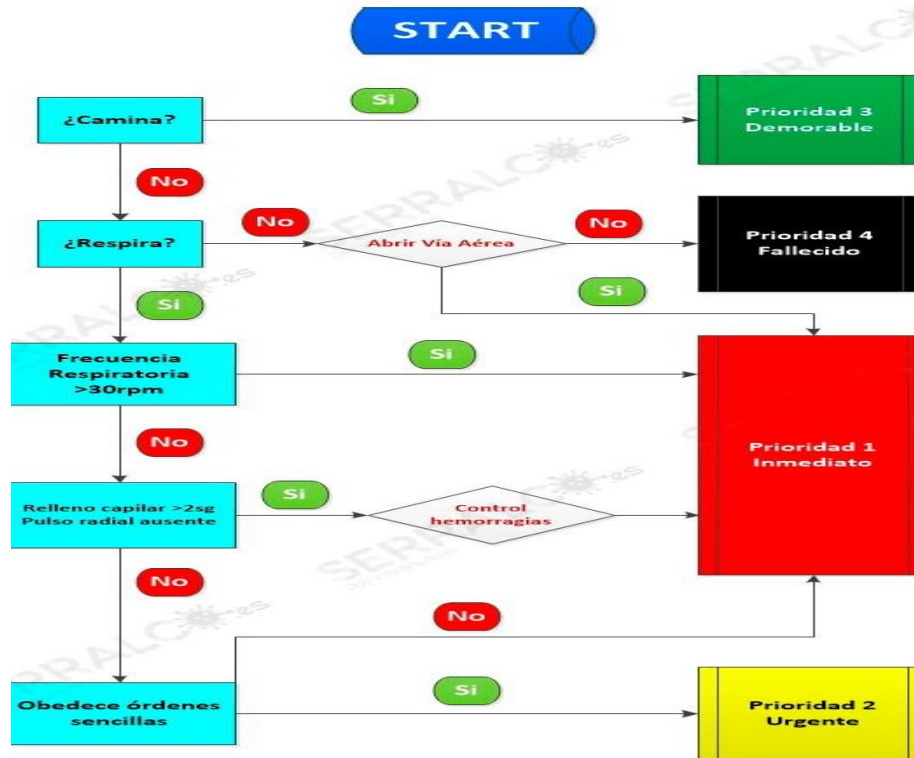 START
¿Camina?
Si
Prioridad 3
Demorable
No
¿Respira?
No
Abrir Vía Aérea
No
Prioridad 4
Fallecido
Si
Si
Frecuencia
Respiratoria
>30rpm
Si
Prioridad 1
Inmediato
No
Relleno capilar >2sg
Pulso radial ausente
Si
Control
hemorragias
No
No
Obedece órdenes
sencillas
Si
Prioridad 2
Urgente
SERRALCO.es